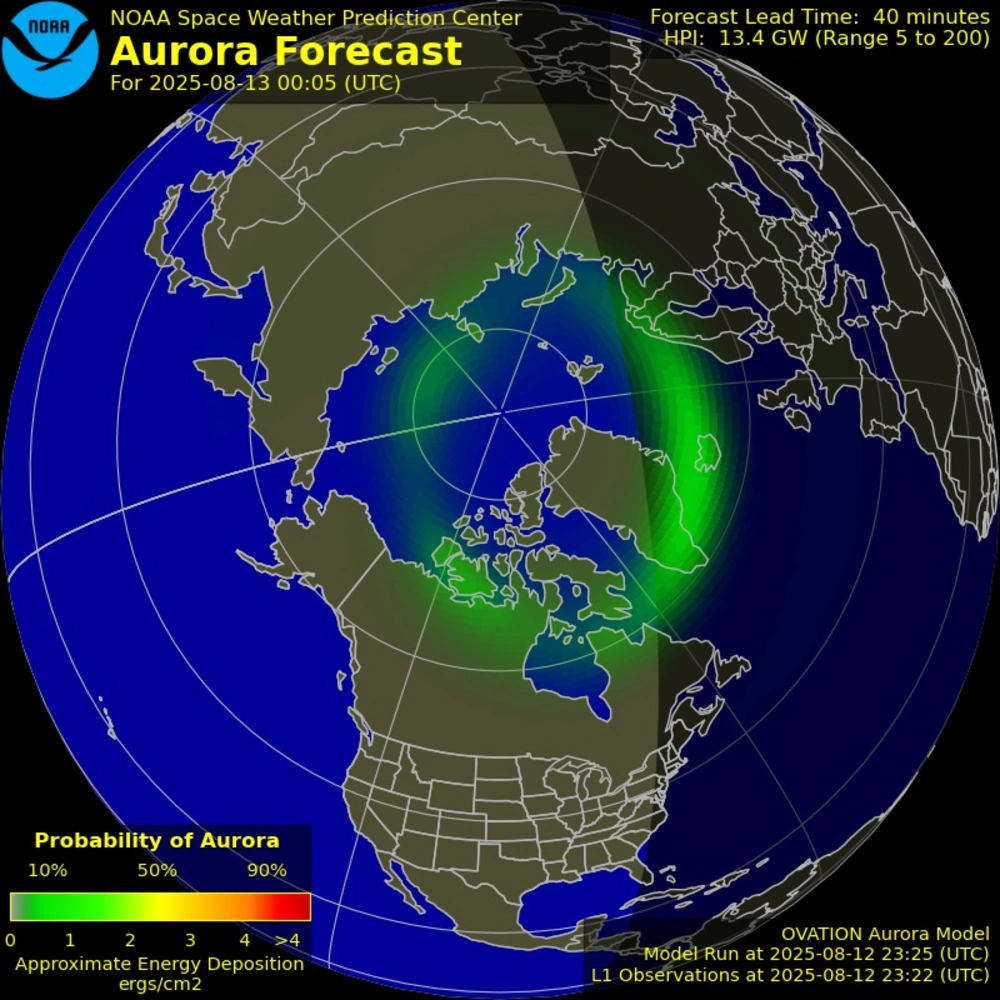 NOAA
NOAA Space Weather Prediction Center
Aurora Forecast
For 2025-08-13 00:05 (UTC)
Forecast Lead Time: 40 minutes
HPI: 13.4 GW (Range 5 to 200)
Probability of Aurora
10% 50% 90%
0 1 2 3 4 >4
Approximate Energy Deposition
ergs/cm2
OVATION Aurora Model
Model Run at 2025-08-12 23:25 (UTC)
L1 Observations at 2025-08-12 23:22 (UTC)